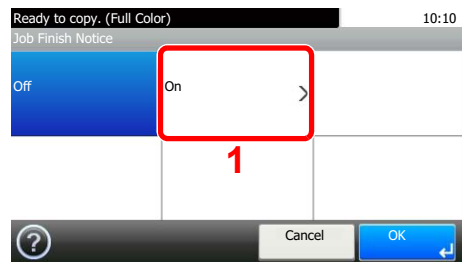 Ready to copy. (Full Color) 10:10
Job Finish Notice
Off On
1
? Cancel OK